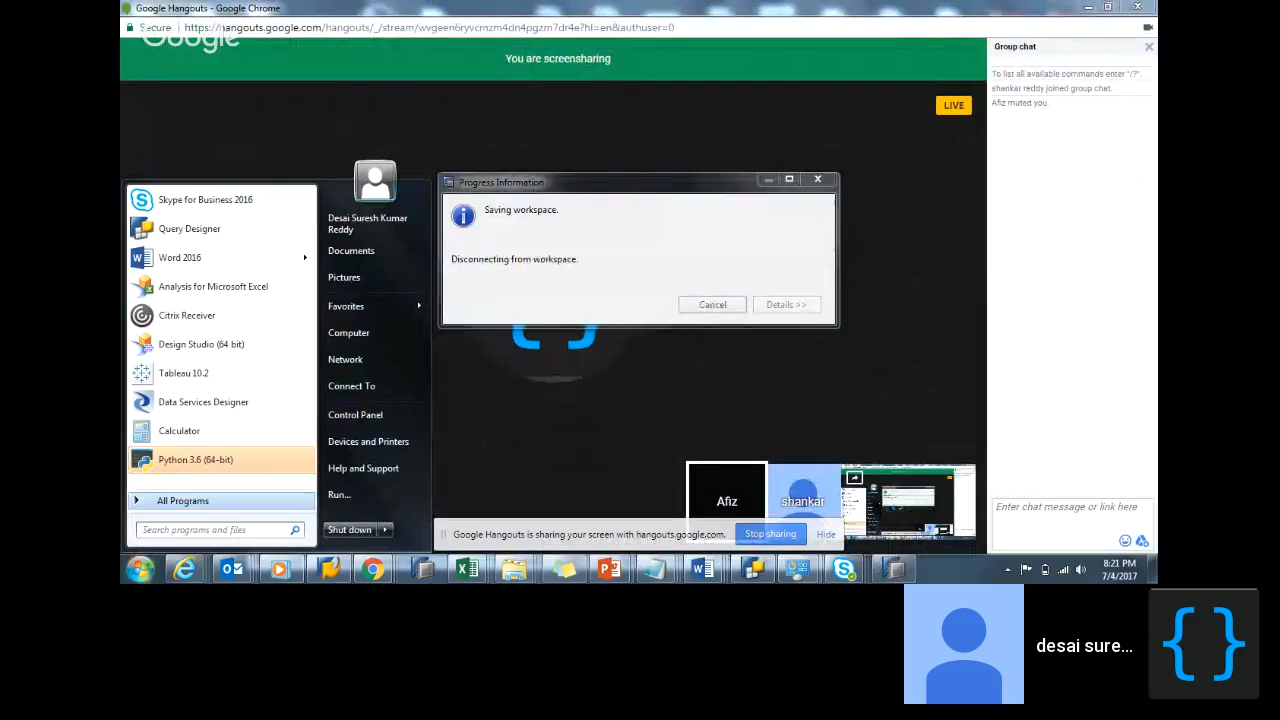 Google Hangouts - Google Chrome
Secure https://hangouts.google.com/hangouts/_/stream/wvgeen6ryvcmzm4dn4pgzm7dr4e?hl=en&authuser=0
Google
You are screensharing
LIVE
Group chat
To list all available commands enter "/?".
shankar reddy joined group chat.
Afiz muted you.
Skype for Business 2016
Query Designer
Word 2016
Analysis for Microsoft Excel
Citrix Receiver
Design Studio (64 bit)
Tableau 10.2
Data Services Designer
Calculator
Python 3.6 (64-bit)
All Programs
Search programs and files
Desai Suresh Kumar
Reddy
Documents
Pictures
Favorites
Computer
Network
Connect To
Control Panel
Devices and Printers
Help and Support
Run...
Shut down
Progress Information
Saving workspace.
Disconnecting from workspace.
Cancel
Details >>
Afiz
shankar
Google Hangouts is sharing your screen with hangouts.google.com.
Stop sharing
Hide
Enter chat message or link here
8:21 PM
7/4/2017
desai sure...
{ }